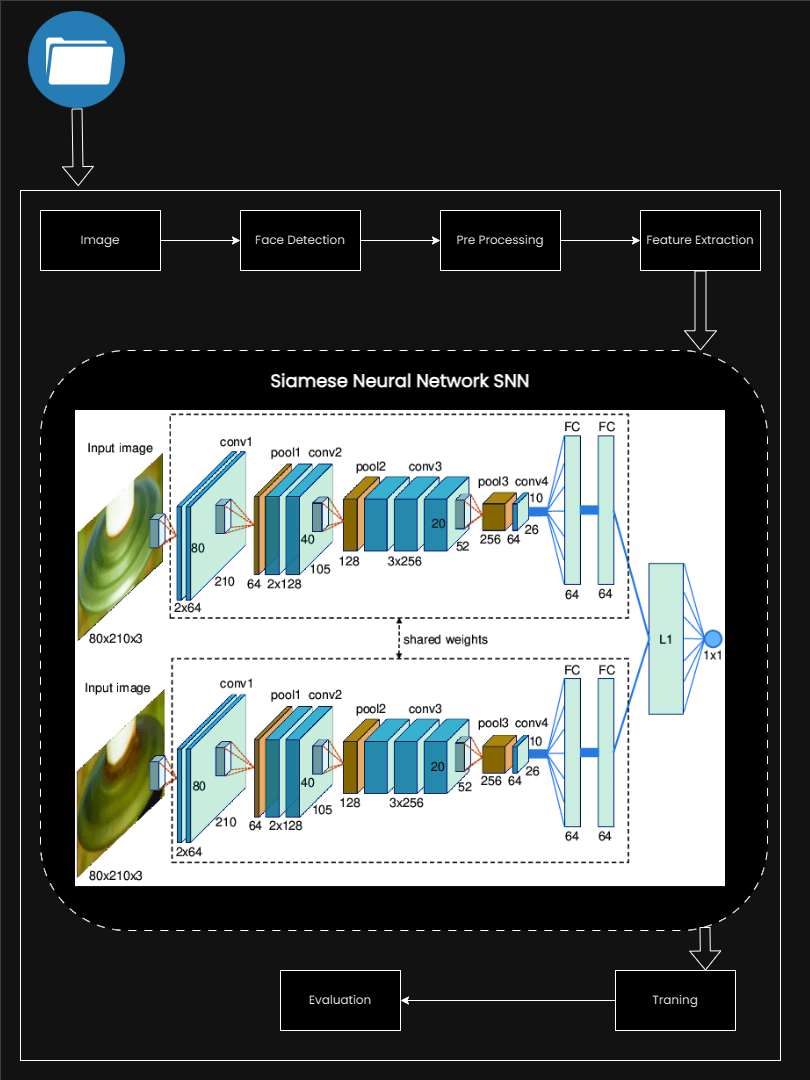 Image
Face Detection
Pre Processing
Feature Extraction
Siamese Neural Network SNN
Input image
conv1
pool1
conv2
pool2
conv3
pool3
conv4
FC
FC
80
210
2x64
64
2x128
40
105
128
3x256
20
52
256
64
10
26
64
64
80x210x3
shared weights
L1
1x1
Input image
conv1
pool1
conv2
pool2
conv3
pool3
conv4
FC
FC
80
210
2x64
64
2x128
40
105
128
3x256
20
52
256
64
10
26
64
64
80x210x3
Evaluation
Traning